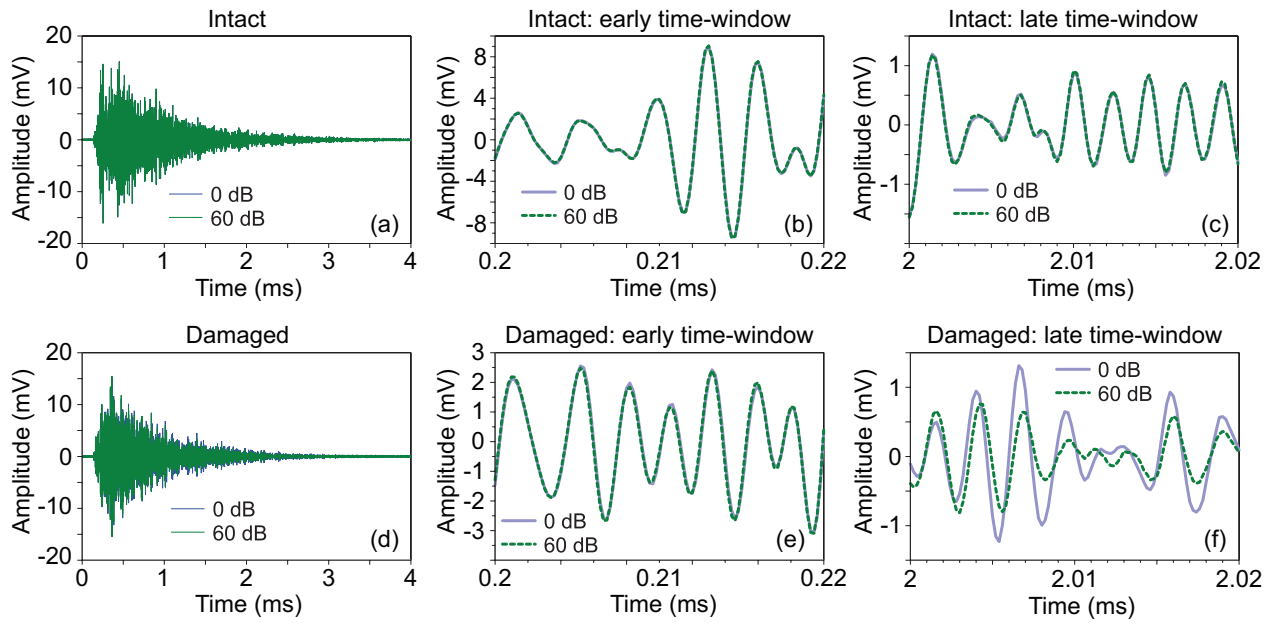 Intact
Amplitude (mV)
20
10
0
-10
-20
0 dB
60 dB
(a)
0 1 2 3 4
Time (ms)
Intact: early time-window
Amplitude (mV)
8
4
0
-4
-8
0 dB
60 dB
(b)
0.2 0.21 0.22
Time (ms)
Intact: late time-window
Amplitude (mV)
1
0
-1
0 dB
60 dB
(c)
2 2.01 2.02
Time (ms)
Damaged
Amplitude (mV)
20
10
0
-10
-20
0 dB
60 dB
(d)
0 1 2 3 4
Time (ms)
Damaged: early time-window
Amplitude (mV)
3
2
1
0
-1
-2
-3
0 dB
60 dB
(e)
0.2 0.21 0.22
Time (ms)
Damaged: late time-window
Amplitude (mV)
1
0
-1
0 dB
60 dB
(f)
2 2.01 2.02
Time (ms)